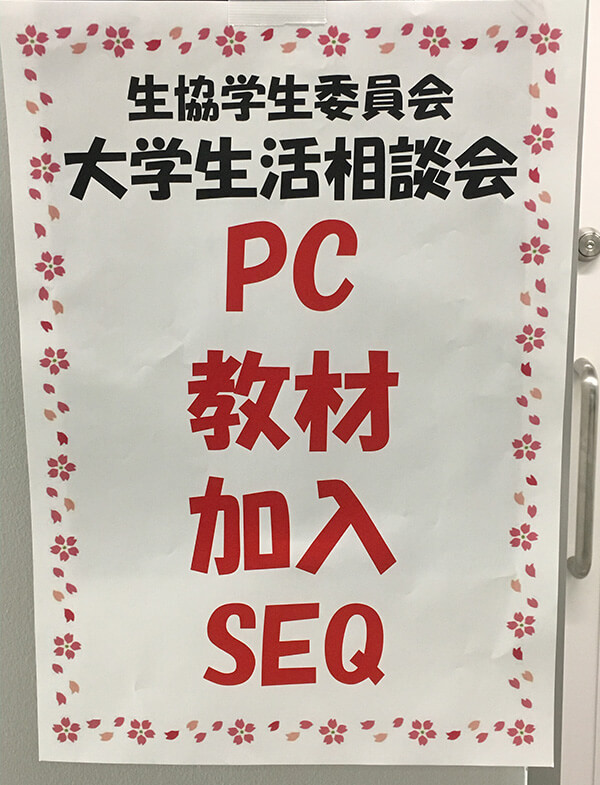 生協学生委員会
大学生活相談会
PC
教材
加入
SEQ